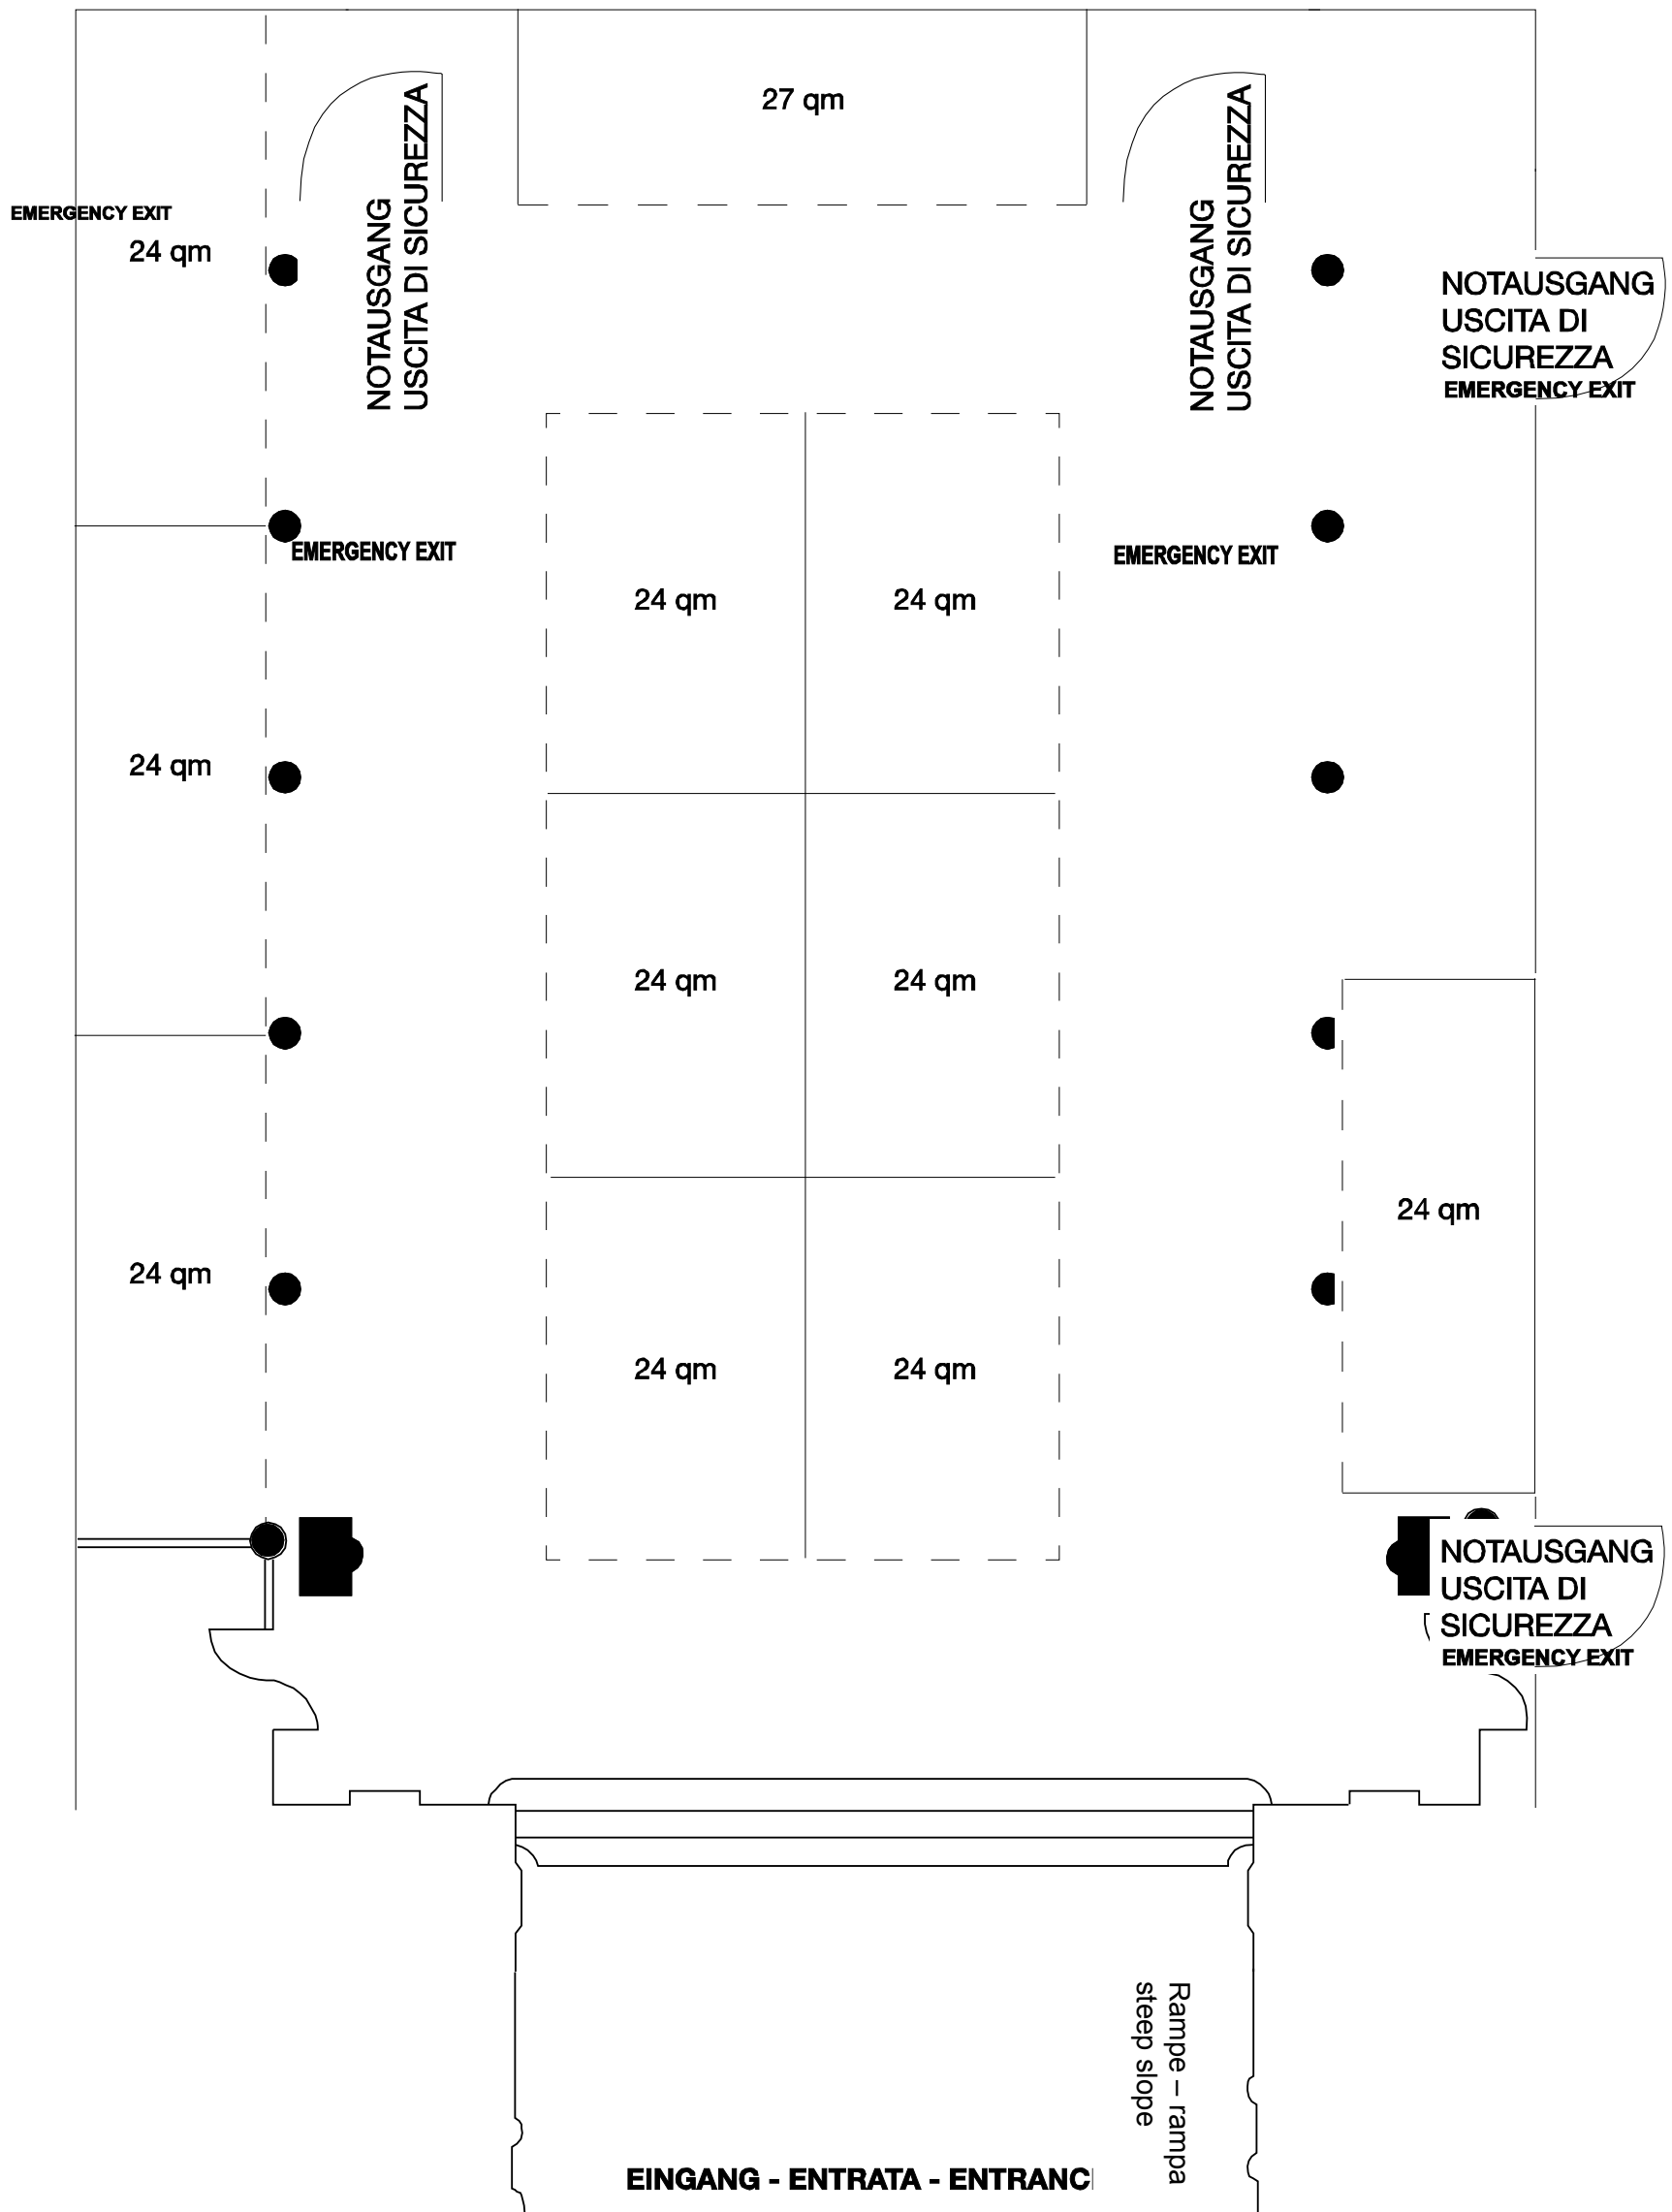 27 qm
NOTAUSGANG
USCITA DI SICUREZZA
NOTAUSGANG
USCITA DI SICUREZZA
EMERGENCY EXIT
24 qm
NOTAUSGANG
USCITA DI
SICUREZZA
EMERGENCY EXIT
EMERGENCY EXIT
EMERGENCY EXIT
24 qm
24 qm
24 qm
24 qm
24 qm
24 qm
24 qm
24 qm
24 qm
NOTAUSGANG
USCITA DI
SICUREZZA
EMERGENCY EXIT
Rampe – rampa
steep slope
EINGANG - ENTRATA - ENTRANC